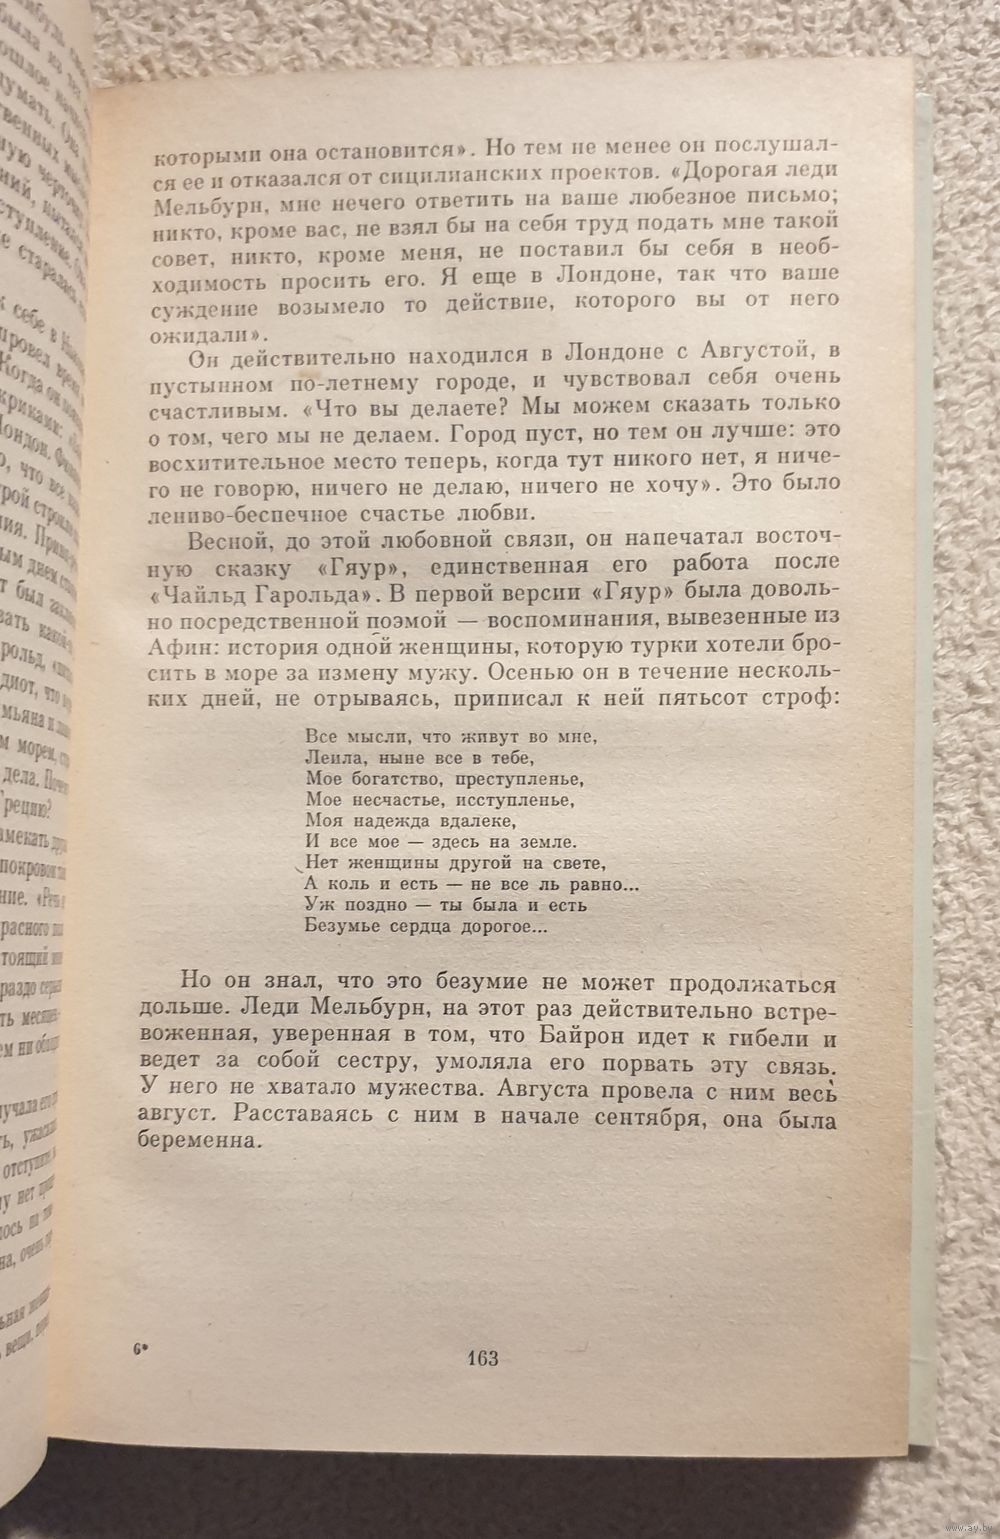 которыми она остановится». Но тем не менее он послушал-
ся ее и отказался от сицилианских проектов. «Дорогая леди
Мельбурн, мне нечего ответить на ваше любезное письмо;
никто, кроме вас, не взял бы на себя труд подать мне такой
совет, никто, кроме меня, не поставил бы себя в необ-
ходимость просить его. Я еще в Лондоне, так что ваше
суждение возымело то действие, которого вы от него
ожидали».
Он действительно находился в Лондоне с Августой, в
пустынном по-летнему городе, и чувствовал себя очень
счастливым. «Что вы делаете? Мы можем сказать только
о том, чего мы не делаем. Город пуст, но тем он лучше: это
восхитительное место теперь, когда тут никого нет, я ниче-
го не говорю, ничего не делаю, ничего не хочу». Это было
лениво-беспечное счастье любви.
Весной, до этой любовной связи, он напечатал восточ-
ную сказку «Гяур», единственная его работа после
«Чайльд Гарольда». В первой версии «Гяур» была доволь-
но посредственной поэмой — воспоминания, вывезенные из
Афин: история одной женщины, которую турки хотели бро-
сить в море за измену мужу. Осенью он в течение несколь-
ких дней, не отрываясь, приписал к ней пятьсот строф:
Все мысли, что живут во мне,
Леила, ныне все в тебе,
Мое богатство, преступленье,
Мое несчастье, исступленье,
Моя надежда вдалеке,
И все мое — здесь на земле.
Нет женщины другой на свете,
А коль и есть — не все ль равно...
Уж поздно — ты была и есть
Безумье сердца дорогое...
Но он знал, что это безумие не может продолжаться
дольше. Леди Мельбурн, на этот раз действительно встре-
воженная, уверенная в том, что Байрон идет к гибели и
ведет за собой сестру, умоляла его порвать эту связь.
У него не хватало мужества. Августа провела с ним весь
август. Расставаясь с ним в начале сентября, она была
беременна.
6*
163
www.ay.by